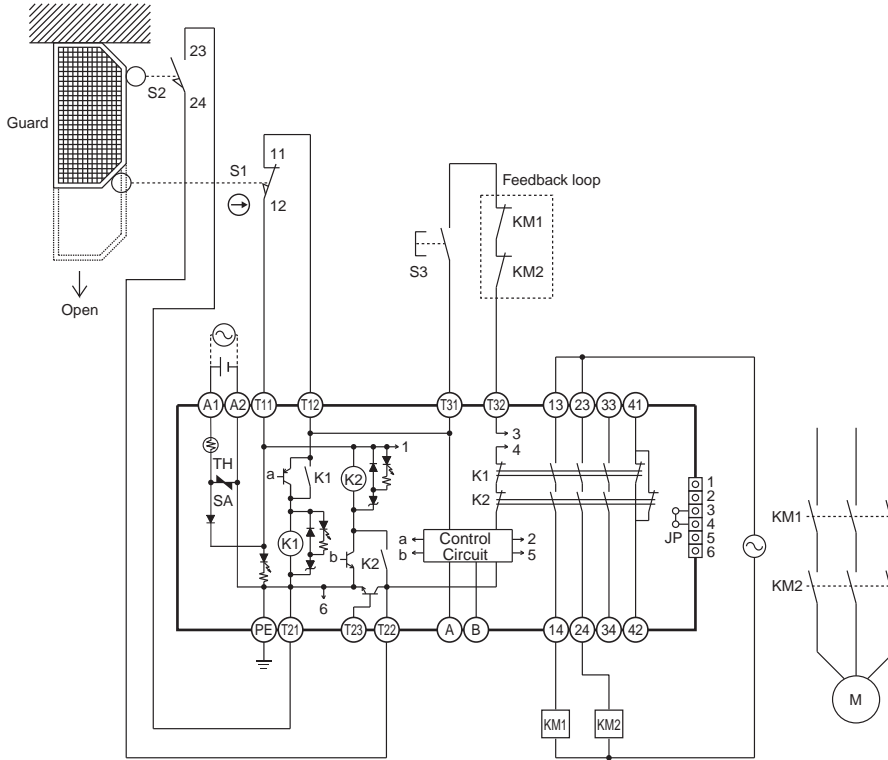 23
S2
24
Guard
11
S1
12
Feedback loop
KM1
S3
KM2
Open
A1 A2 T11 T12 T31 T32 13 23 33 41
1
3
4
TH
a
K1
K2
K1
SA
K2
1
2
3
4
5
6
JP
K1
b
K2
a
b
Control
Circuit
2
5
6
PE T21 T23 T22 A B 14 24 34 42
KM1
KM2
KM1 KM2
M